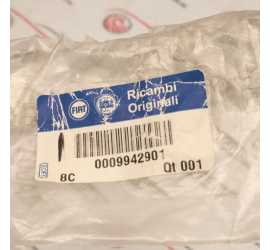 Ricambi
Originali
FIAT
0009942901
8C
Qt 001